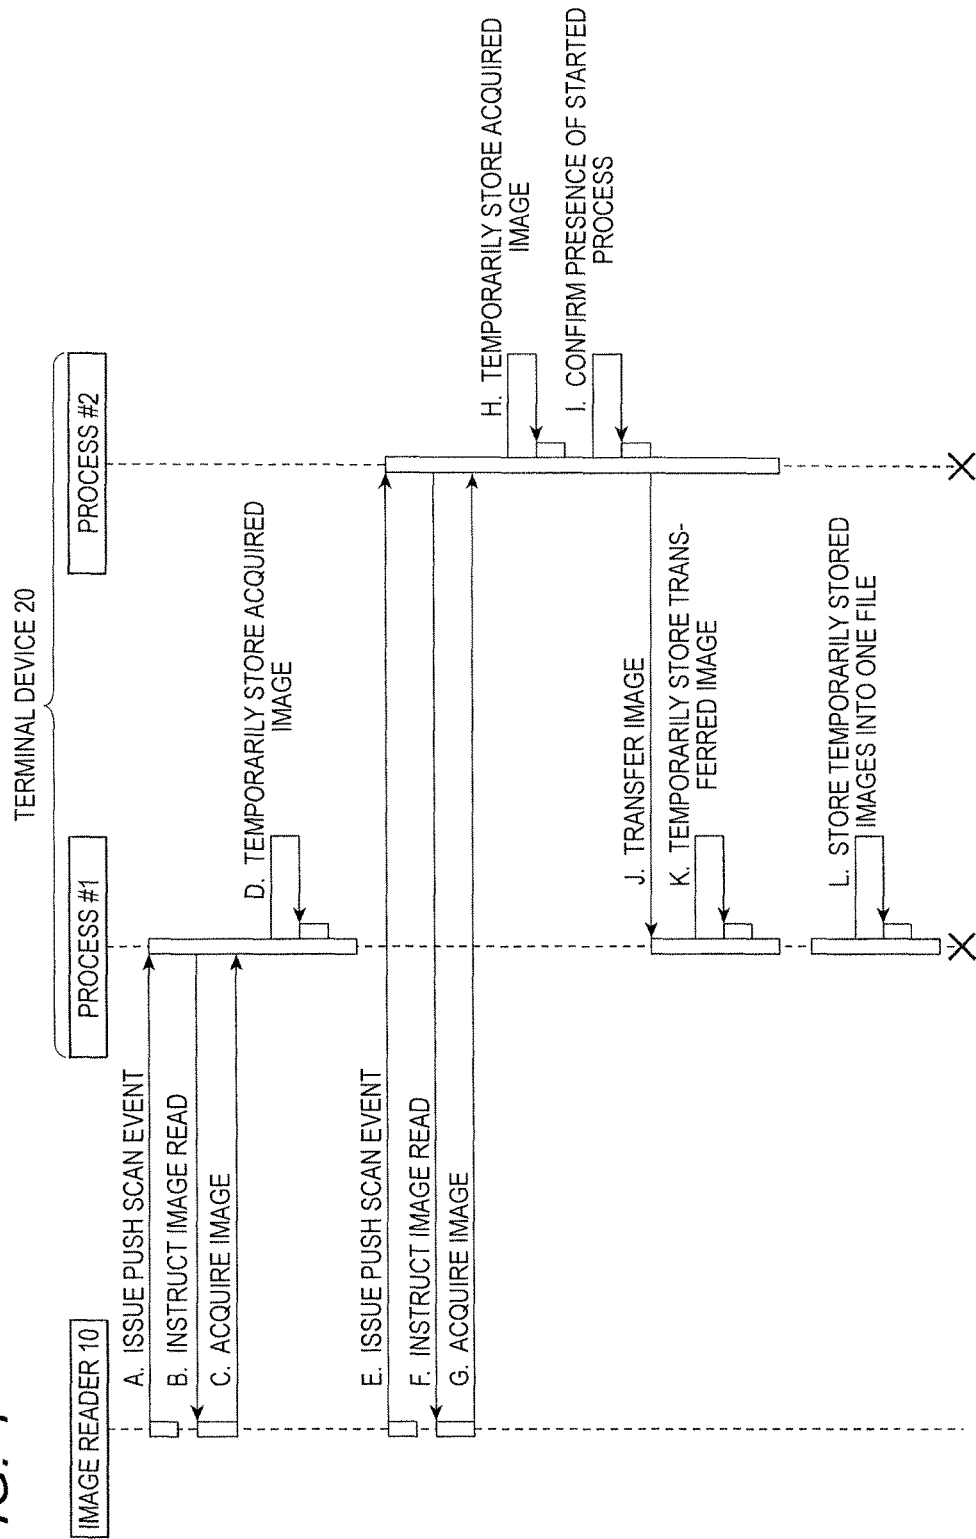 TERMINAL DEVICE 20
IMAGE READER 10
PROCESS #1
PROCESS #2
A. ISSUE PUSH SCAN EVENT
B. INSTRUCT IMAGE READ
C. ACQUIRE IMAGE
D. TEMPORARILY STORE ACQUIRED
IMAGE
E. ISSUE PUSH SCAN EVENT
F. INSTRUCT IMAGE READ
G. ACQUIRE IMAGE
H. TEMPORARILY STORE ACQUIRED
IMAGE
I. CONFIRM PRESENCE OF STARTED
PROCESS
J. TRANSFER IMAGE
K. TEMPORARILY STORE TRANS-
FERRED IMAGE
L. STORE TEMPORARILY STORED
IMAGES INTO ONE FILE